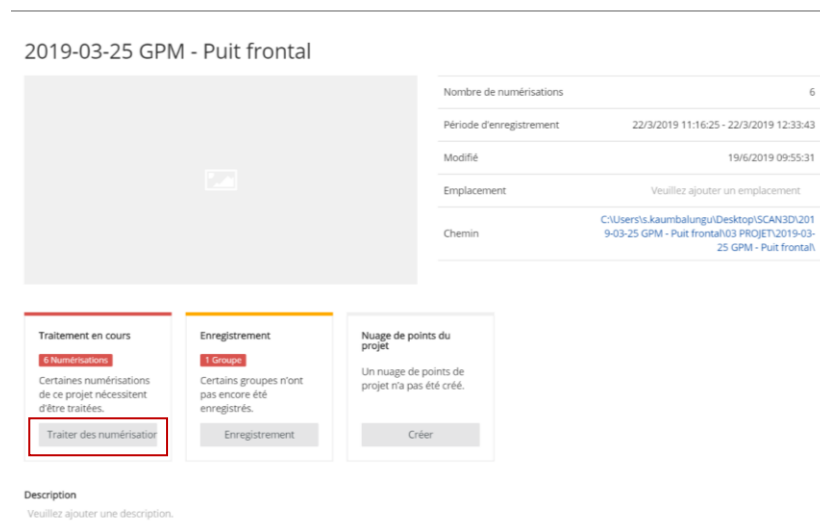 2019-03-25 GPM - Puit frontal
Nombre de numérisations 6
Période d'enregistrement 22/3/2019 11:16:25 - 22/3/2019 12:33:43
Modifié 19/6/2019 09:55:31
Emplacement Veuillez ajouter un emplacement
Chemin
C:\Users\s.kaumbalungu\Desktop\SCAN3D\201
9-03-25 GPM - Puit frontal\03 PROJET\2019-03-
25 GPM - Puit frontal\
Traitement en cours
6 Numérisations
Certaines numérisations
de ce projet nécessitent
d'être traitées.
Traiter des numérisation
Enregistrement
1 Groupe
Certains groupes n'ont
pas encore été
enregistrés.
Enregistrement
Nuage de points du
projet
Un nuage de points de
projet n'a pas été créé.
Créer
Description
Veuillez ajouter une description.